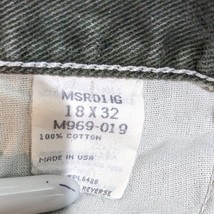 MSR01IG
18X32
M969-019
100% COTTON
MADE IN USA
REVERSE